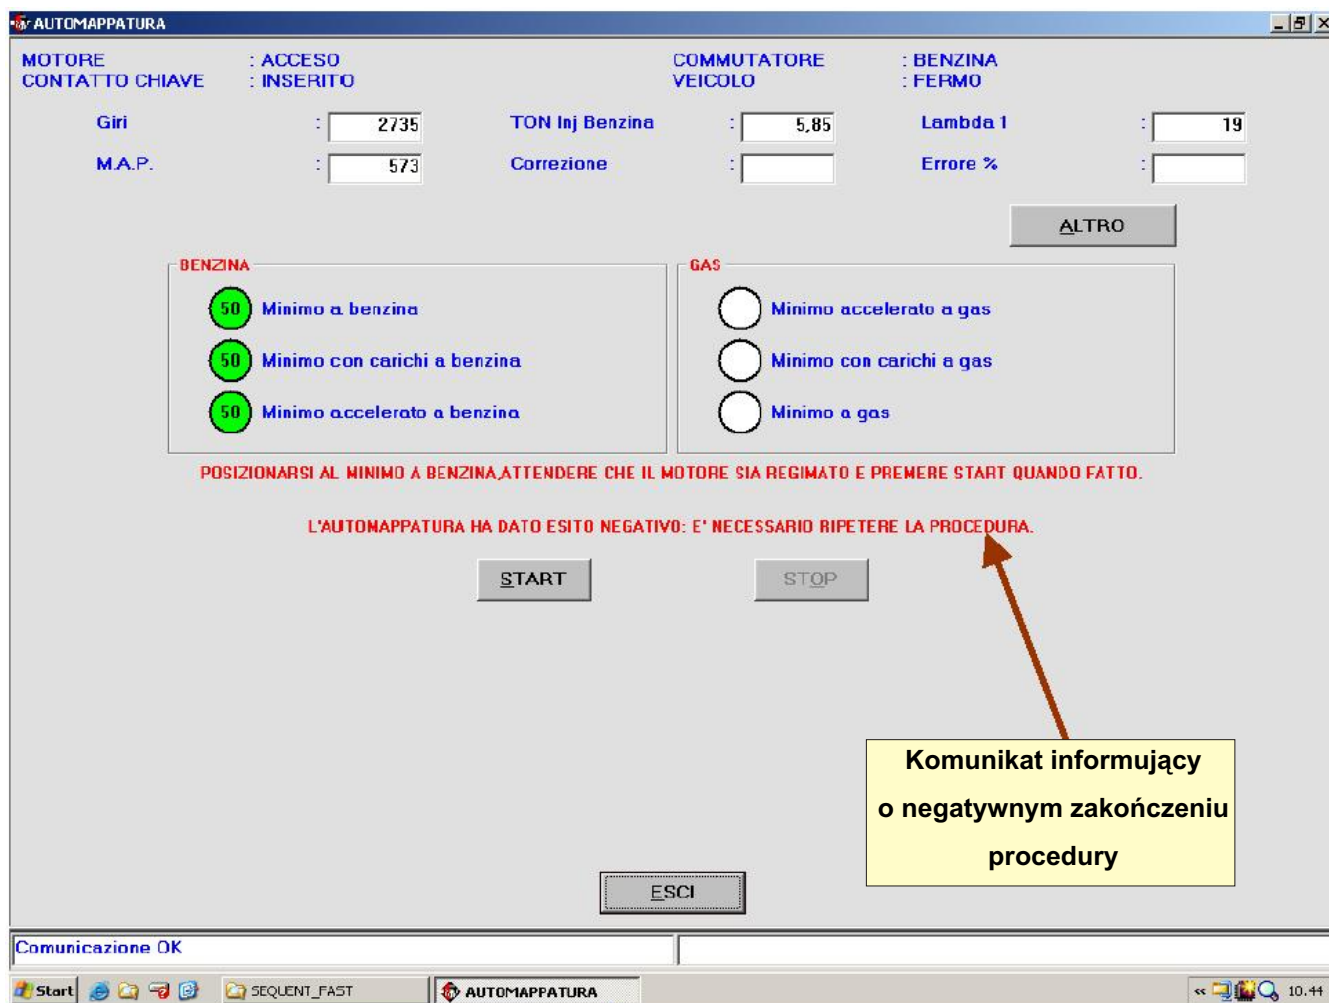 AUTOMAPPATURA
MOTORE : ACCESO COMMUTATORE : BENZINA
CONTATTO CHIAVE : INSERITO VEICOLO : FERMO
Giri : 2735 TON Inj Benzina : 5,85 Lambda 1 : 19
M.A.P. : 573 Correzione : Errore % :
ALTRO
BENZINA GAS
50 Minimo a benzina Minimo accelerato a gas
50 Minimo con carichi a benzina Minimo con carichi a gas
50 Minimo accelerato a benzina Minimo a gas
POSIZIONARSI AL MINIMO A BENZINA,ATTENDERE CHE IL MOTORE SIA REGIMATO E PREMERE START QUANDO FATTO.
L'AUTOMAPPATURA HA DATO ESITO NEGATIVO: E' NECESSARIO RIPETERE LA PROCEDURA.
START STOP
Komunikat informujący
o negatywnym zakończeniu
procedury
ESCI
Comunicazione OK
Start SEQUENT_FAST AUTOMAPPATURA « 10.44